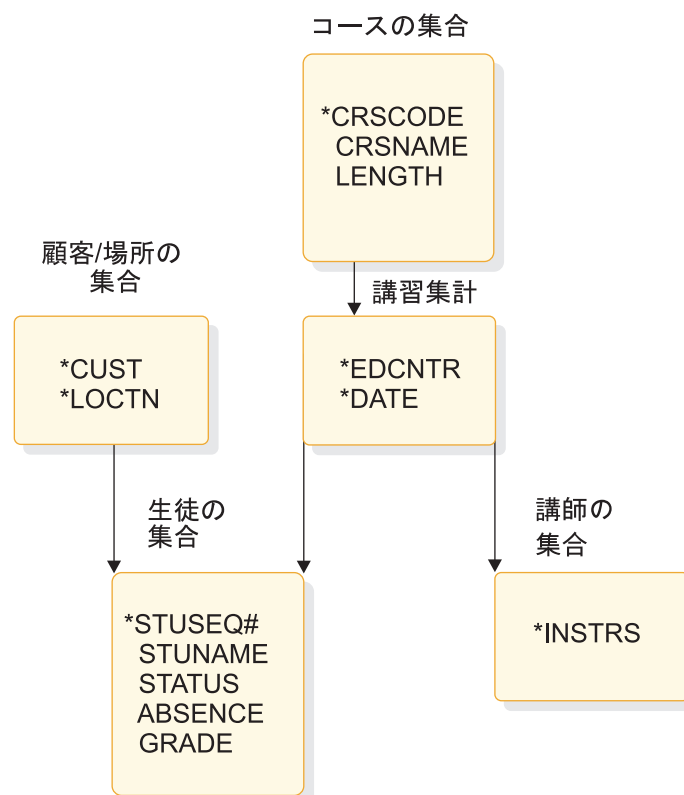 コースの集合
*CRSCODE
CRSNAME
LENGTH
顧客/場所の
集合
講習集計
*CUST
*LOCTN
*EDCNTR
*DATE
生徒の
集合
講師の
集合
*STUSEQ#
STUNAME
STATUS
ABSENCE
GRADE
*INSTRS